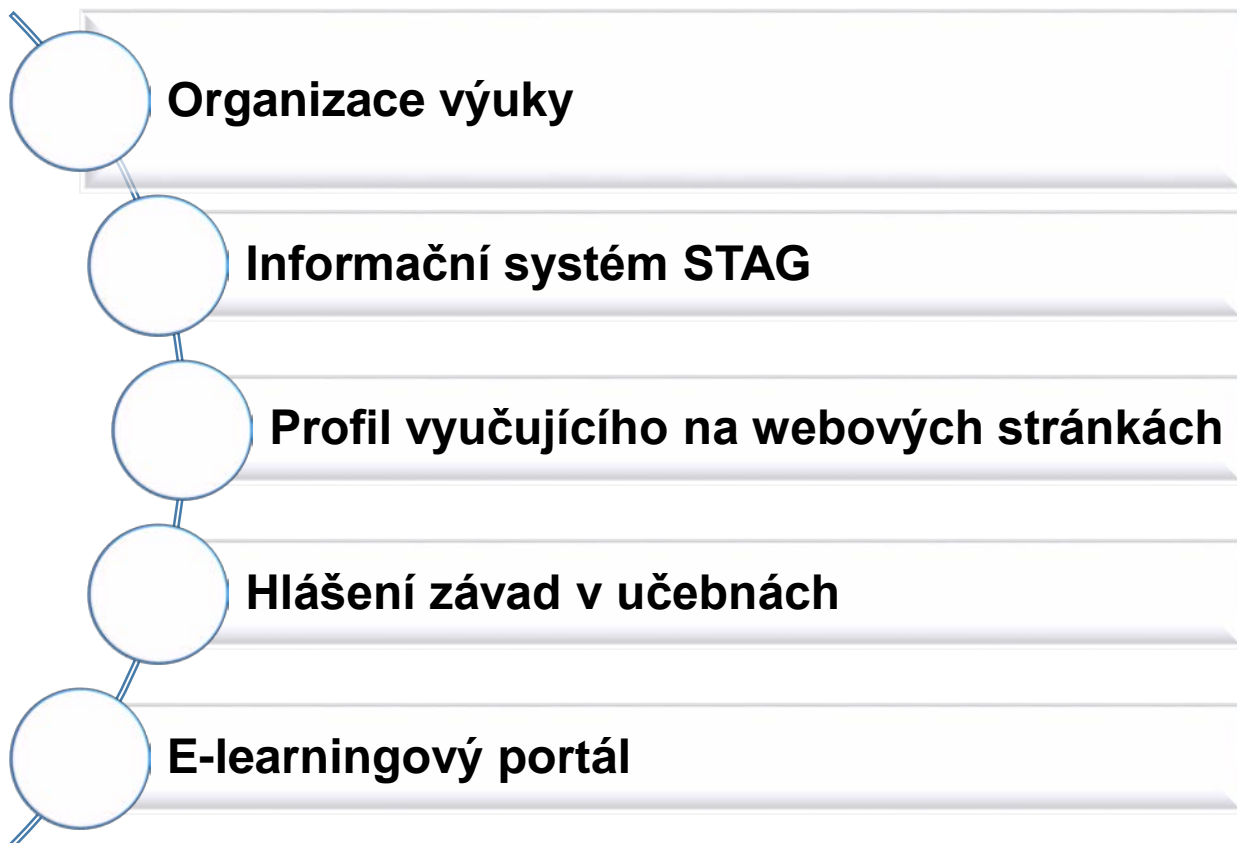 Organizace výuky
Informační systém STAG
Profil vyučujícího na webových stránkách
Hlášení závad v učebnách
E-learningový portál